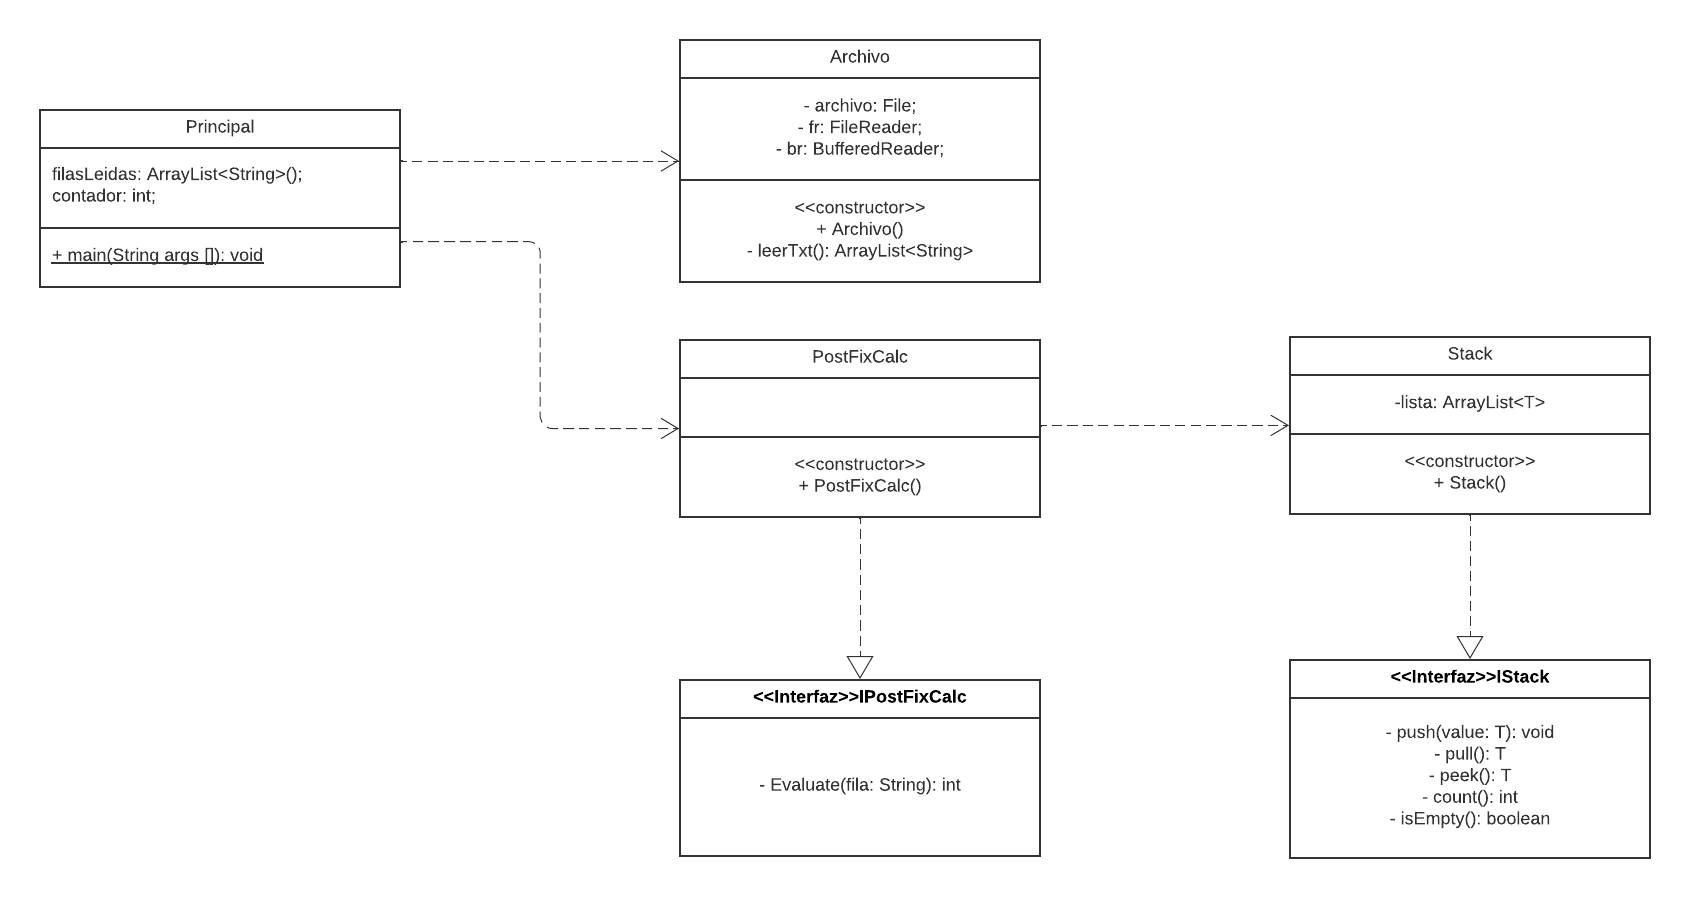 Principal
filasLeidas: ArrayList<String>();
contador: int;
+ main(String args []): void
Archivo
- archivo: File;
- fr: FileReader;
- br: BufferedReader;
<<constructor>>
+ Archivo()
- leerTxt(): ArrayList<String>
PostFixCalc
<<constructor>>
+ PostFixCalc()
Stack
-lista: ArrayList<T>
<<constructor>>
+ Stack()
<<Interfaz>>IPostFixCalc
- Evaluate(fila: String): int
<<Interfaz>>IStack
- push(value: T): void
- pull(): T
- peek(): T
- count(): int
- isEmpty(): boolean